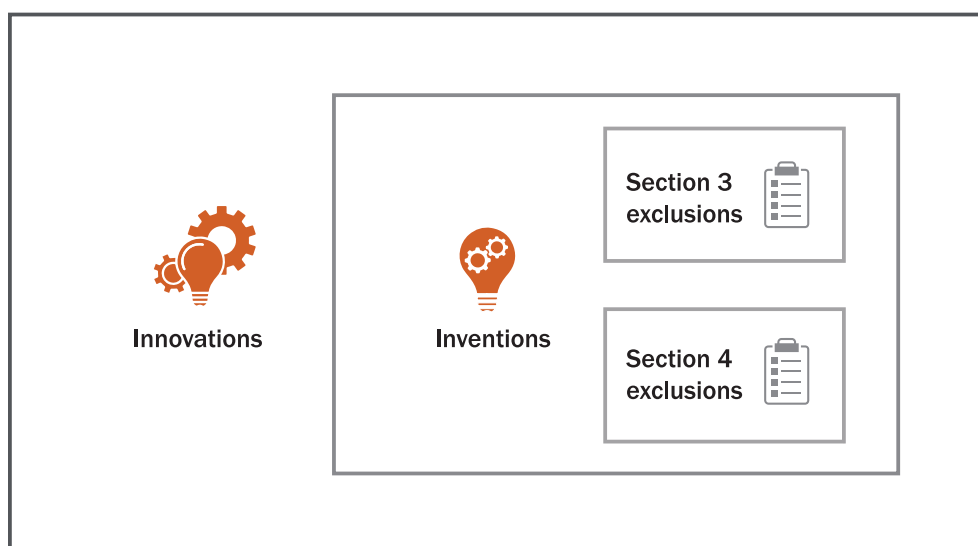 Innovations
Inventions
Section 3
exclusions
Section 4
exclusions